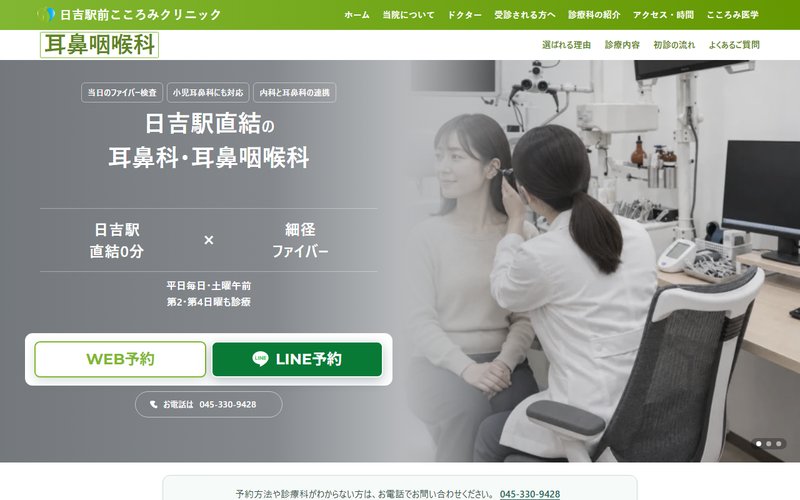 日吉駅前こころみクリニック
ホーム 当院について ドクター 受診される方へ 診療科の紹介 アクセス・時間 こころみ医学
耳鼻咽喉科
選ばれる理由 診療内容 初診の流れ よくあるご質問
当日のファイバー検査 小児耳鼻科にも対応 内科と耳鼻科の連携
日吉駅直結の
耳鼻科・耳鼻咽喉科
日吉駅
直結0分
×
細径
ファイバー
平日毎日・土曜午前
第2・第4日曜も診療
WEB予約
LINE LINE予約
お電話は 045-330-9428
予約方法や診療科がわからない方は、お電話でお問い合わせください。 045-330-9428